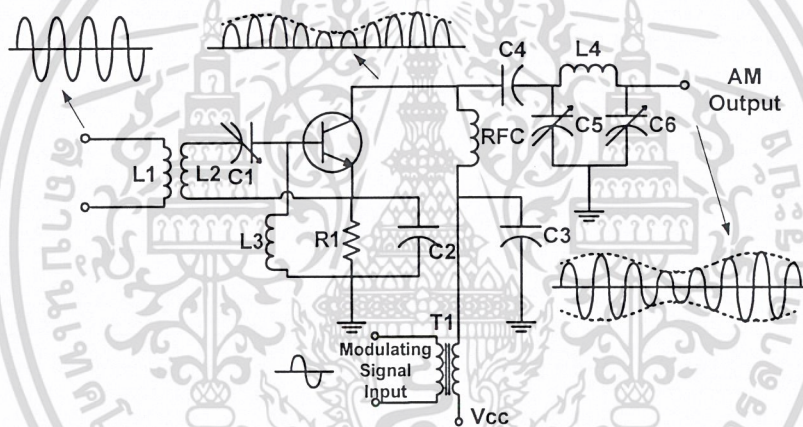 C4
L4
AM
Output
RFC
C5
C6
L1
L2
C1
L3
R1
C2
C3
T1
Modulating
Signal
Input
Vcc